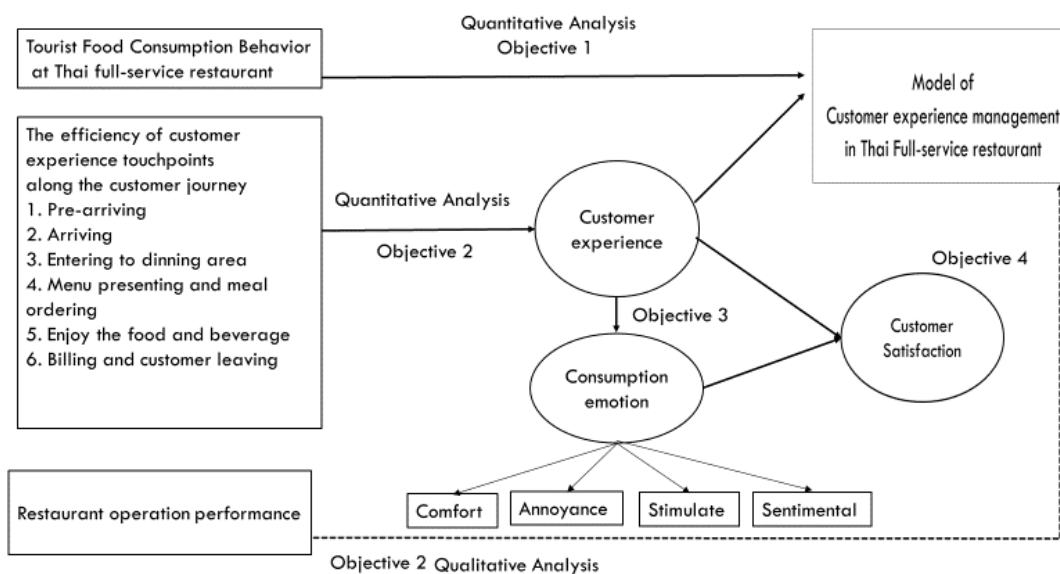 Quantitative Analysis
Objective 1
Tourist Food Consumption Behavior
at Thai full-service restaurant
Model of
Customer experience management
in Thai Full-service restaurant
The efficiency of customer
experience touchpoints
along the customer journey
1. Pre-arriving
2. Arriving
3. Entering to dinning area
4. Menu presenting and meal
ordering
5. Enjoy the food and beverage
6. Billing and customer leaving
Quantitative Analysis
Objective 2
Customer
experience
Objective 3
Objective 4
Customer
Satisfaction
Consumption
emotion
Comfort
Annoyance
Stimulate
Sentimental
Restaurant operation performance
Objective 2 Qualitative Analysis